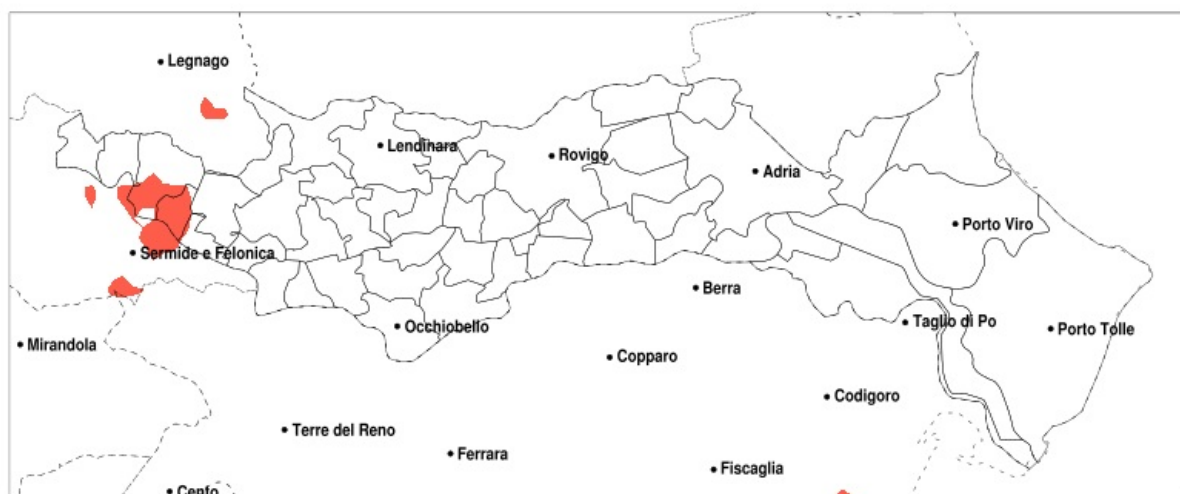 Legnago
Lendinara
Rovigo
Adria
Porto Viro
Sermide e Felonica
Berra
Occhiobello
Taglio di Po
Porto Tolle
Mirandola
Copparo
Codigoro
Terre del Reno
Ferrara
Fiscaglia
Cento